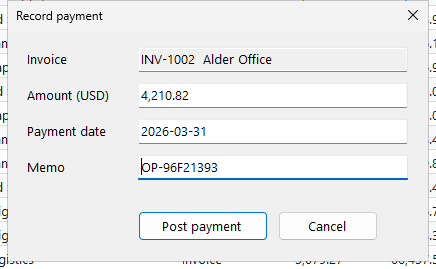 Record payment
Invoice
INV-1002 Alder Office
Amount (USD)
4,210.82
Payment date
2026-03-31
Memo
OP-96F21393
Post payment
Cancel